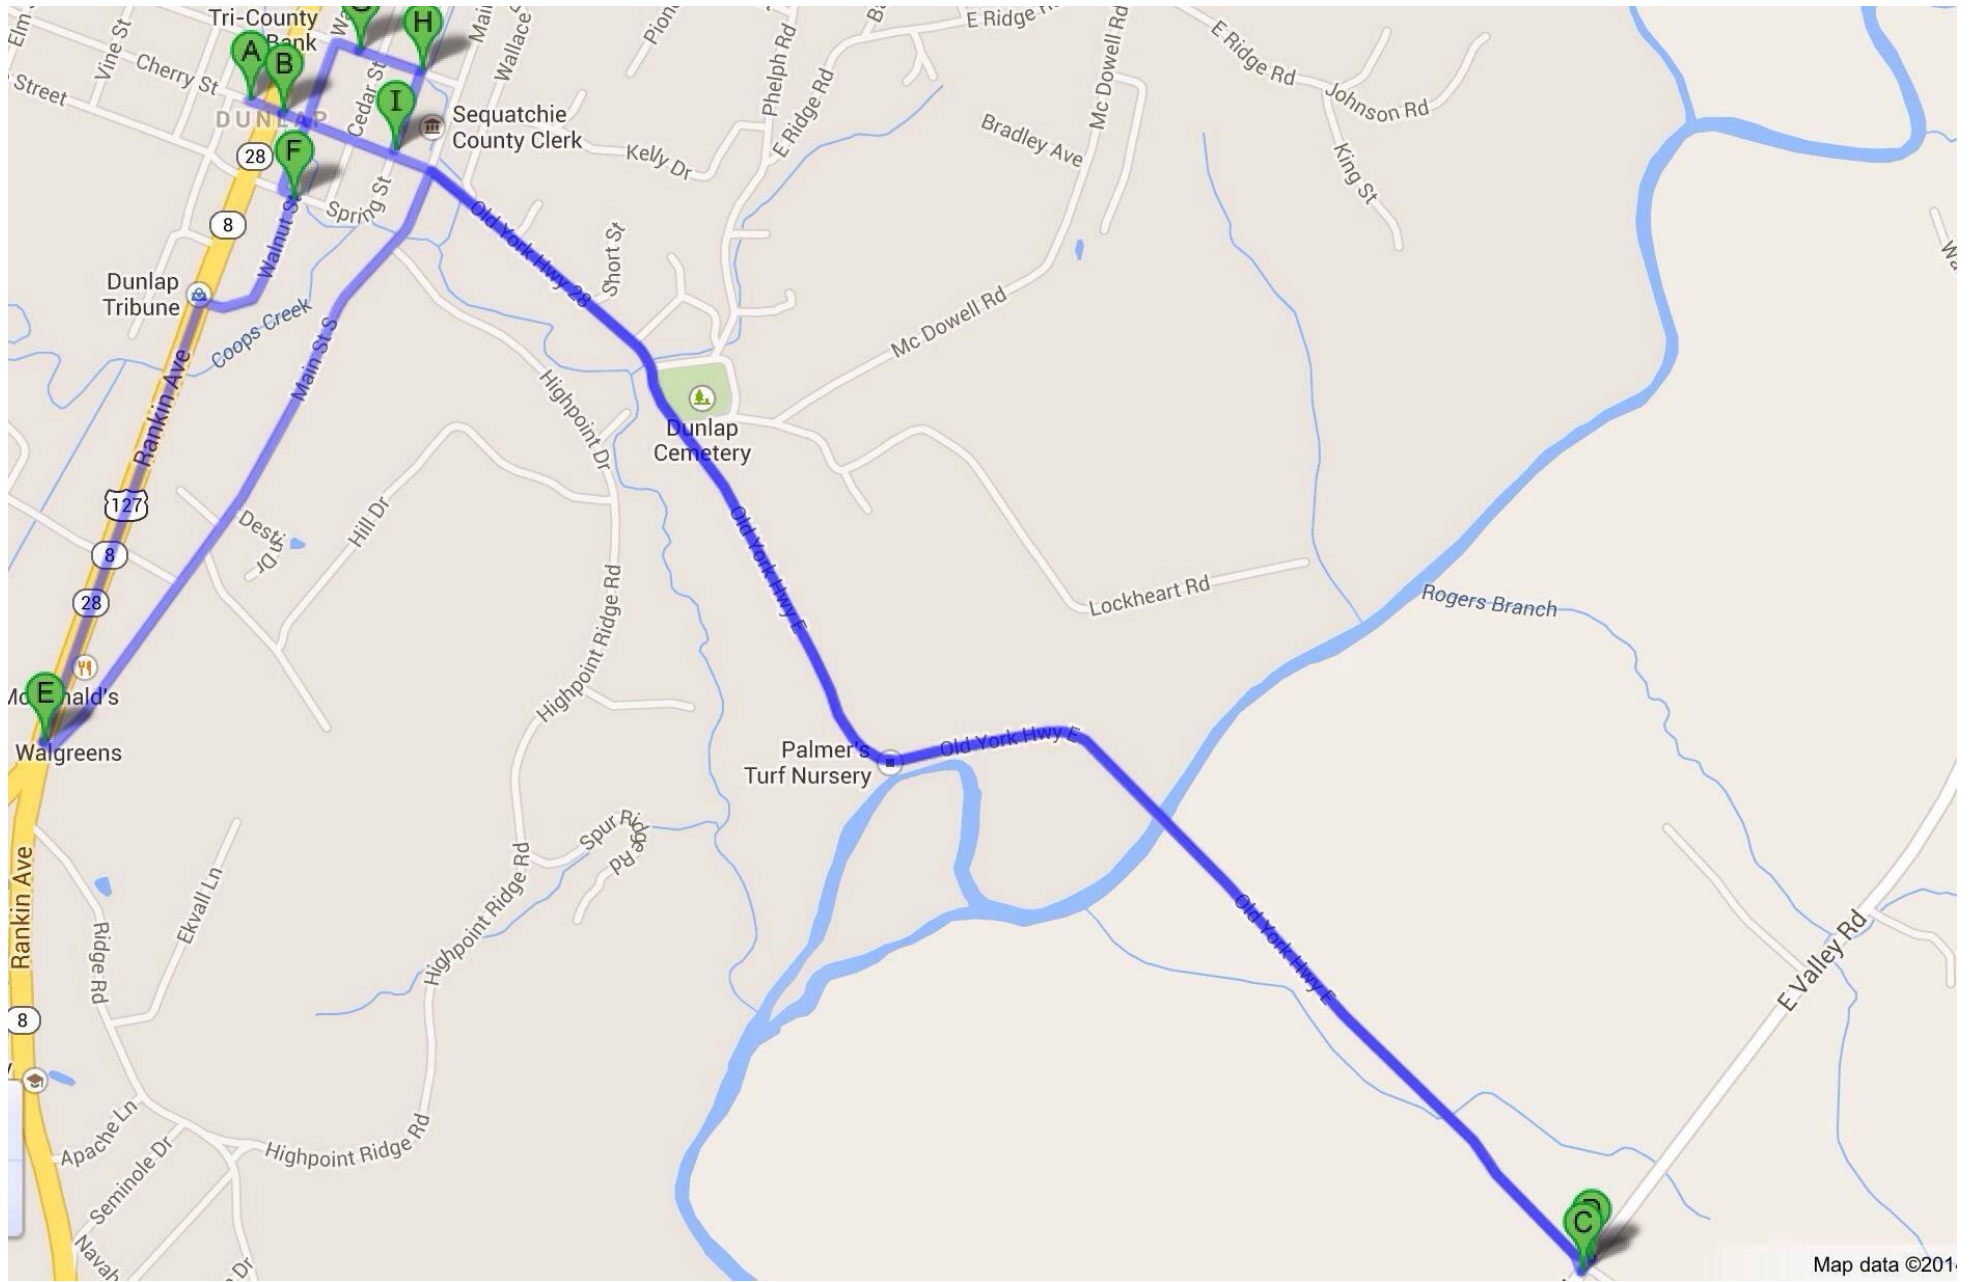 Tri-County
Bank
H
Elm
Vine St
Cherry St
Street
A
B
I
F
DUNLAP
Cedar St
Wallace
Sequatchie
County Clerk
28
8
Spring St
Walnut St
Dunlap
Tribune
Coops Creek
Main St S
Rankin Ave
127
8
28
E
Walgreens
Rankin Ave
8
E Ridge Rd
Phelph Rd
E Ridge Rd
Mc Dowell Rd
Bradley Ave
Kelly Dr
E Ridge Rd
Johnson Rd
King St
Old York Hwy 28
Short St
Mc Dowell Rd
Dunlap
Cemetery
Highpoint Dr
Hill Dr
Old York Hwy E
Lockheart Rd
Rogers Branch
Highpoint Ridge Rd
Highpoint Ridge Rd
Palmer's
Turf Nursery
Old York Hwy E
Spur Ridge Rd
Highpoint Ridge Rd
Ekvall Ln
Ridge Rd
Old York Hwy E
E Valley Rd
Apache Ln
Seminole Dr
Highpoint Ridge Rd
Navah
Dr
C
Map data ©201